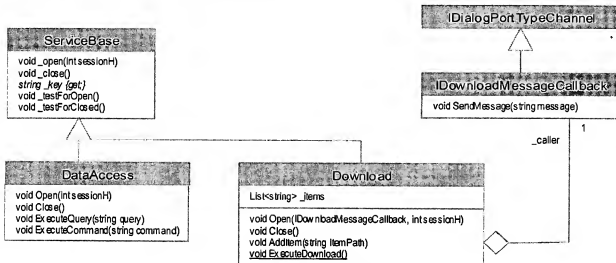 ServiceBase
void _open(int sessionH)
void _close()
string _key {get;}
void _testForOpen()
void _testForClosed()
IDialogPortTypeChannel
IDownloadMessageCallback
void SendMessage(string message)
1
_caller
DataAccess
void Open(int sessionH)
void Close()
void ExecuteQuery(string query)
void ExecuteCommand(string command)
Download
List<string> _items
void Open(IDownloadMessageCallback, int sessionH)
void Close()
void AddItem(string ItemPath)
void ExecuteDownload()